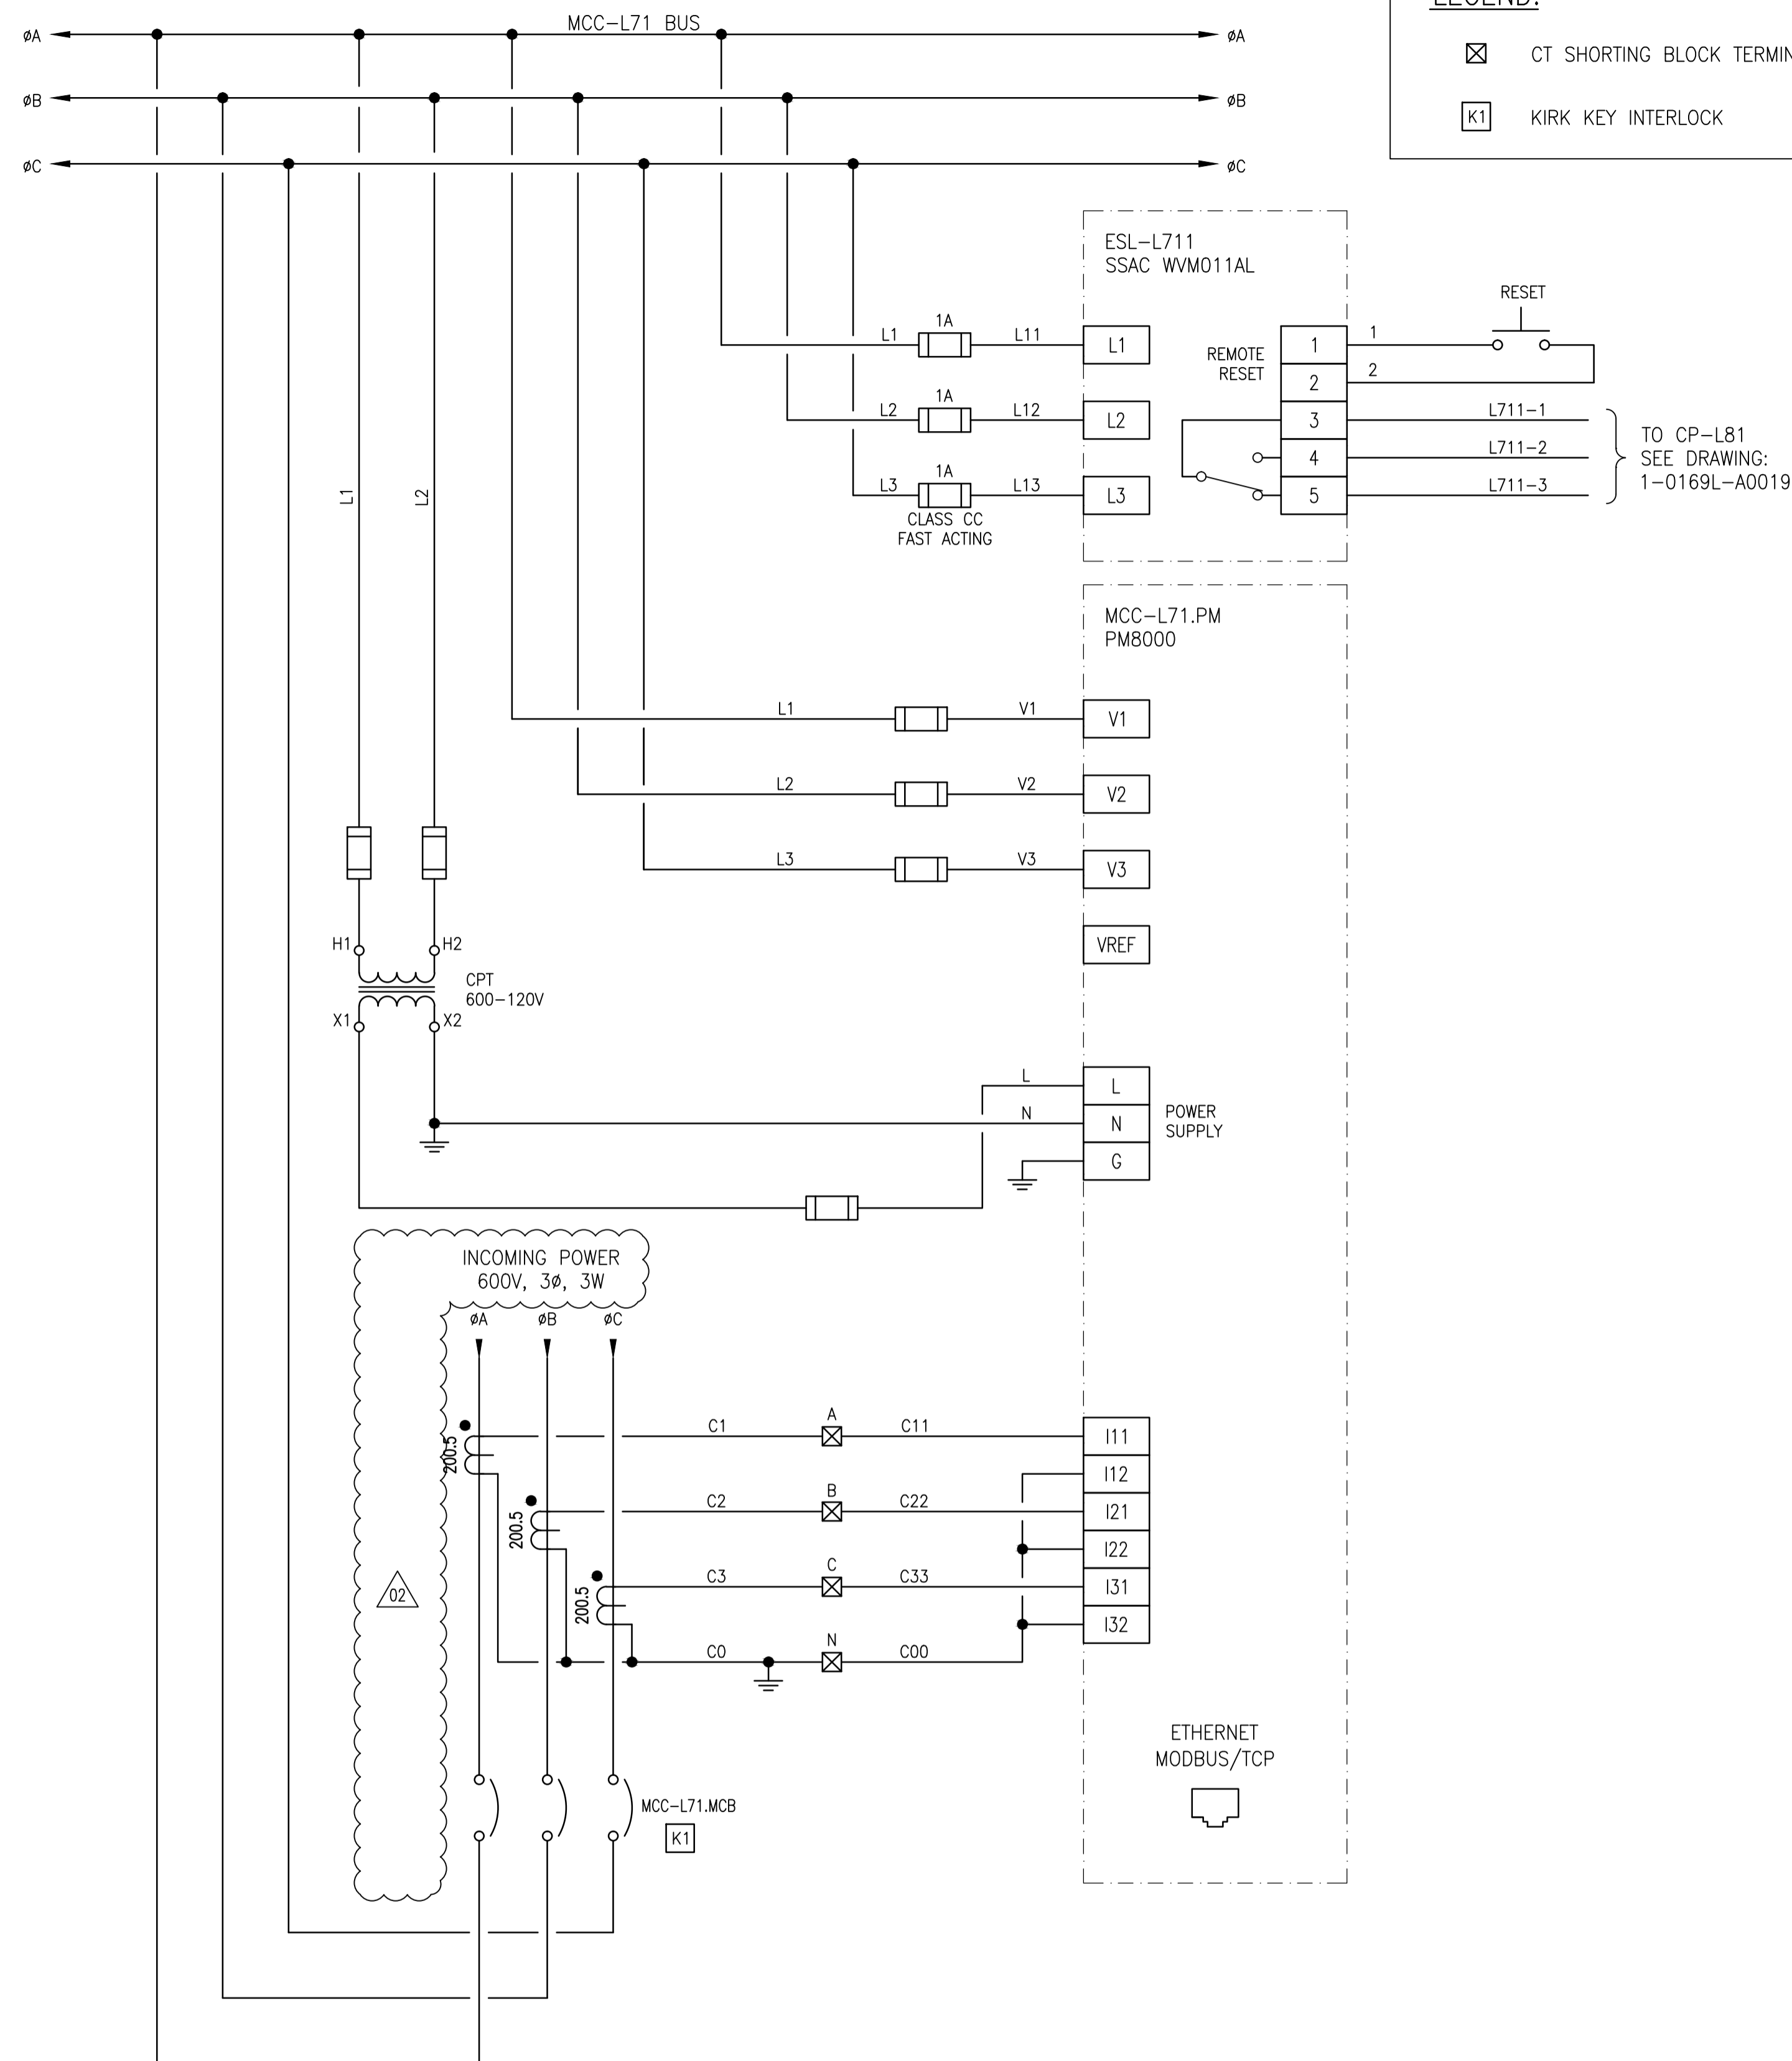 MCC-L71 BUS
øA
øA
øB
øB
øC
øC
CT SHORTING BLOCK
K1
KIRK KEY INTERLOCK
ESL-L711
SSAC WVM011AL
L1
1A
L11
L1
L2
1A
L12
L2
L3
1A
L13
L3
CLASS CC
FAST ACTING
REMOTE
RESET
1
2
3
4
5
1
2
RESET
L711-1
L711-2
L711-3
TO CP-L81
SEE DRAWING:
1-0169L-A0019
L1
L2
MCC-L71.PM
PM8000
L1
V1
V1
L2
V2
V2
L3
V3
V3
VREF
H1
H2
CPT
600-120V
X1
X2
L
L
N
N
G
POWER
SUPPLY
INCOMING POWER
600V, 3ø, 3W
øA
øB
øC
200:5
C1
A
C11
I11
I12
200:5
C2
B
C22
I21
I22
200:5
C3
C
C33
I31
I32
C0
N
C00
02
ETHERNET
MODBUS/TCP
MCC-L71.MCB
K1